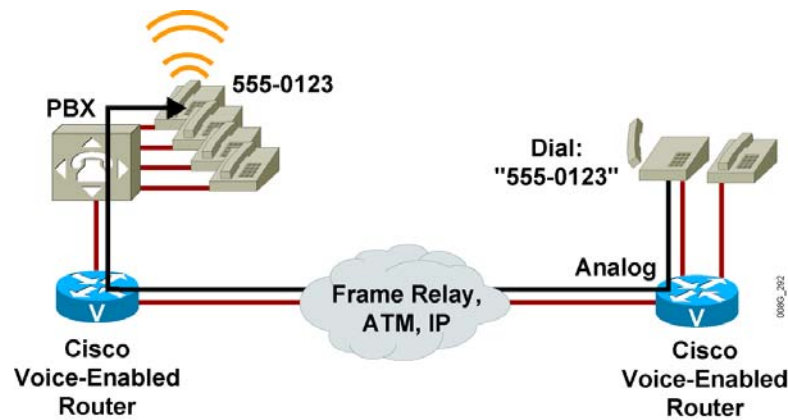 555-0123
PBX
Dial:
"555-0123"
Analog
Frame Relay,
ATM, IP
V
Cisco
Voice-Enabled
Router
V
Cisco
Voice-Enabled
Router
008G_292